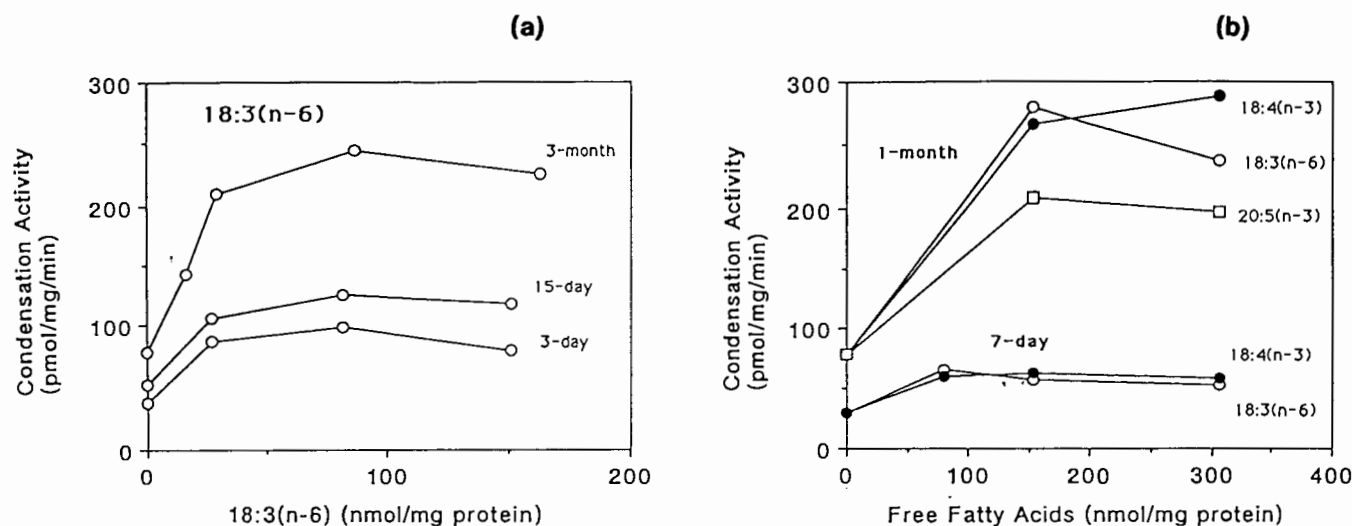 (a)
300
200
100
0
0
100
200
Condensation Activity
(pmol/mg/min)
18:3(n-6)
3-month
15-day
3-day
18:3(n-6) (nmol/mg protein)
(b)
300
200
100
0
0
100
200
300
400
Condensation Activity
(pmol/mg/min)
1-month
18:4(n-3)
18:3(n-6)
20:5(n-3)
7-day
18:4(n-3)
18:3(n-6)
Free Fatty Acids (nmol/mg protein)